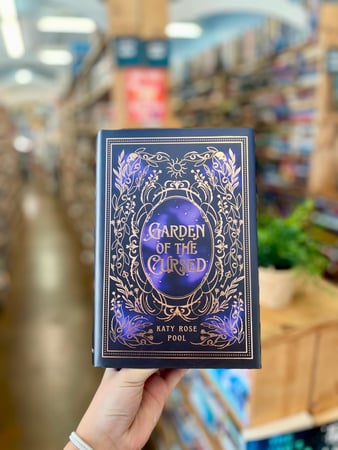 GARDEN
OF THE
CURSED
KATY ROSE
POOL